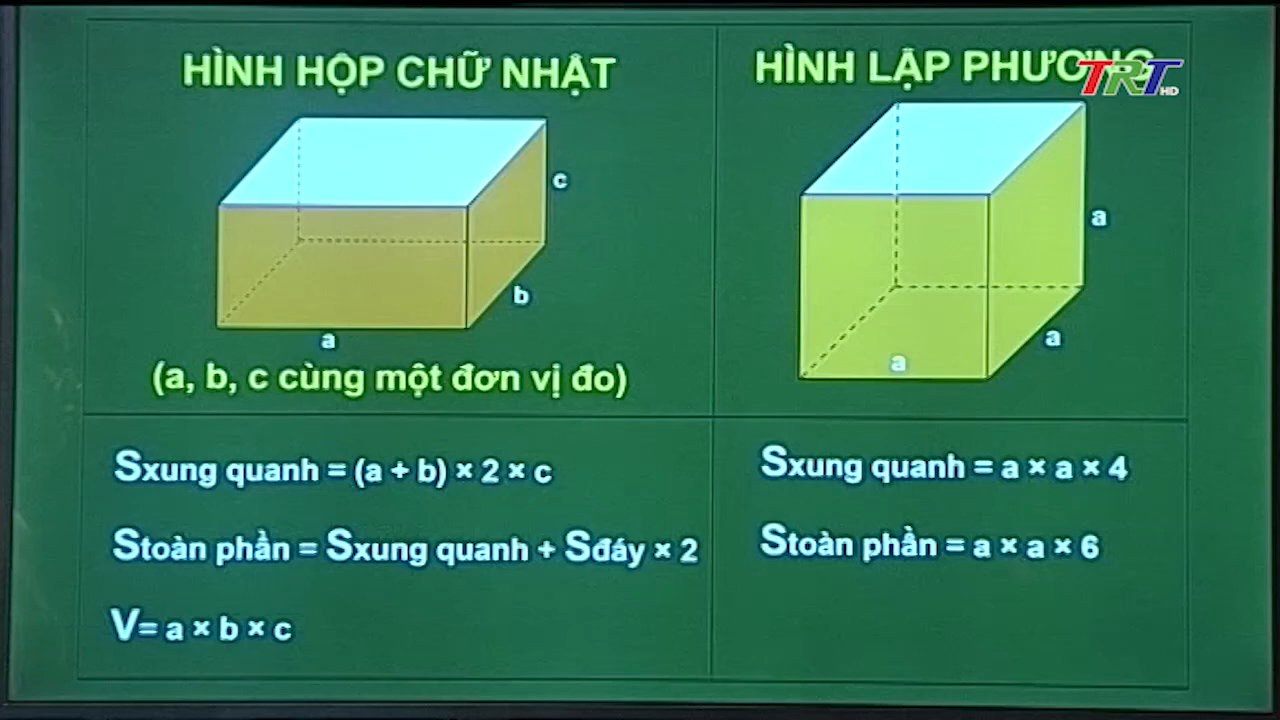 HÌNH HỘP CHỮ NHẬT
c
b
a
(a, b, c cùng một đơn vị đo)
Sxung quanh = (a + b) × 2 × c
Stoàn phần = Sxung quanh + Sđáy × 2
V= a × b × c
HÌNH LẬP PHƯƠNG
TRT HD
a
a
a
Sxung quanh = a × a × 4
Stoàn phần = a × a × 6